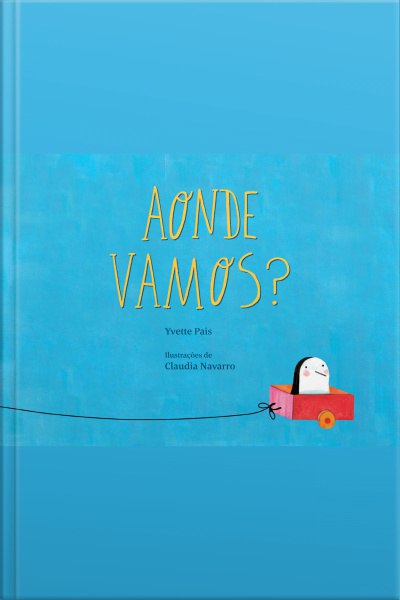 AONDE
VAMOS?
Yvette Pais
Ilustrações de
Claudia Navarro